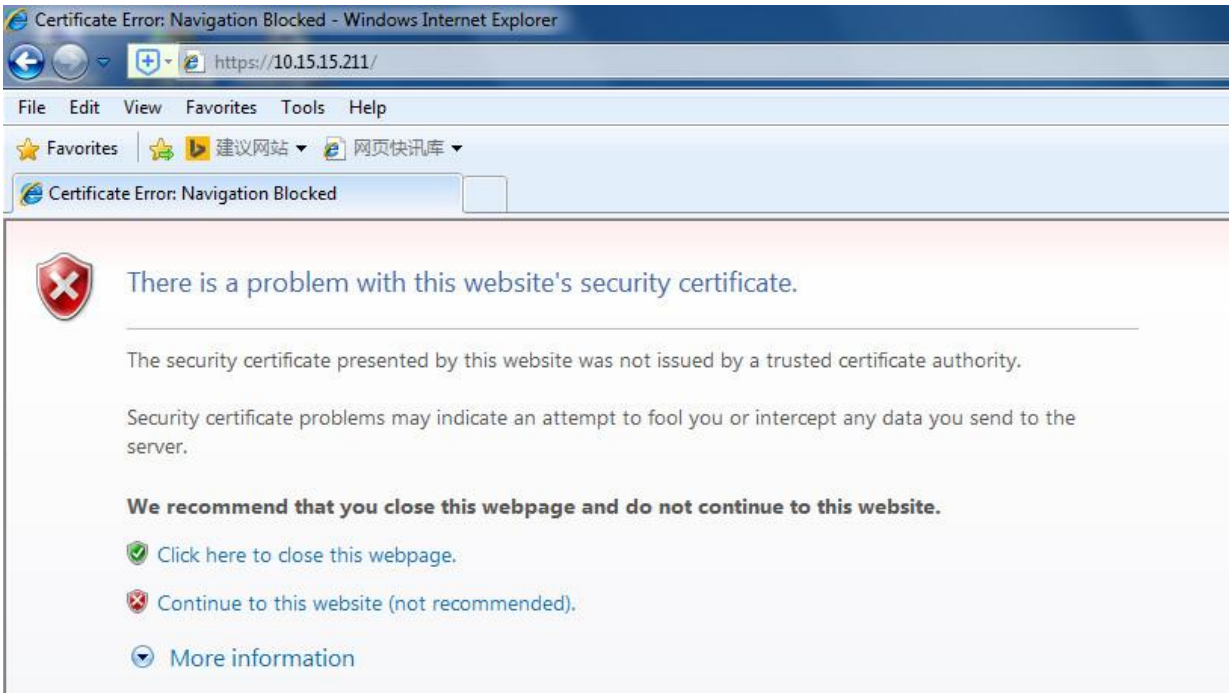 Certificate Error: Navigation Blocked - Windows Internet Explorer
https://10.15.15.211/
File Edit View Favorites Tools Help
Favorites 建议网站 网页快讯库
Certificate Error: Navigation Blocked
There is a problem with this website's security certificate.
The security certificate presented by this website was not issued by a trusted certificate authority.
Security certificate problems may indicate an attempt to fool you or intercept any data you send to the
server.
We recommend that you close this webpage and do not continue to this website.
Click here to close this webpage.
Continue to this website (not recommended).
More information